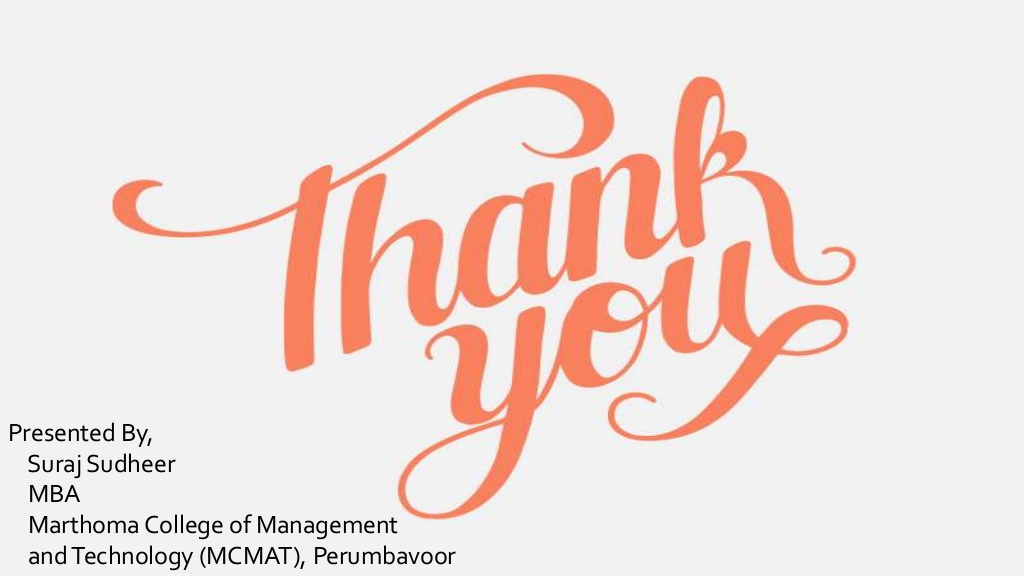 Thank
you
Presented By,
Suraj Sudheer
MBA
Marthoma College of Management
and Technology (MCMAT), Perumbavoor